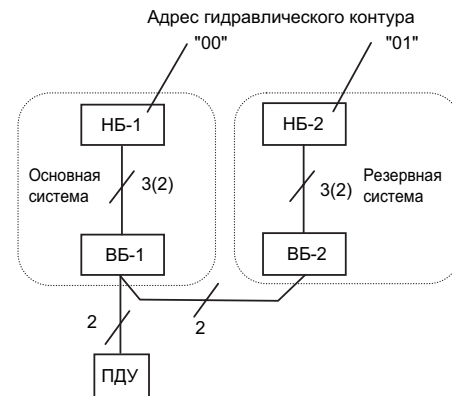 Адрес гидравлического контура
"00"
"01"
НБ-1
НБ-2
Основная
система
3(2)
3(2)
Резервная
система
ВБ-1
ВБ-2
2
2
ПДУ